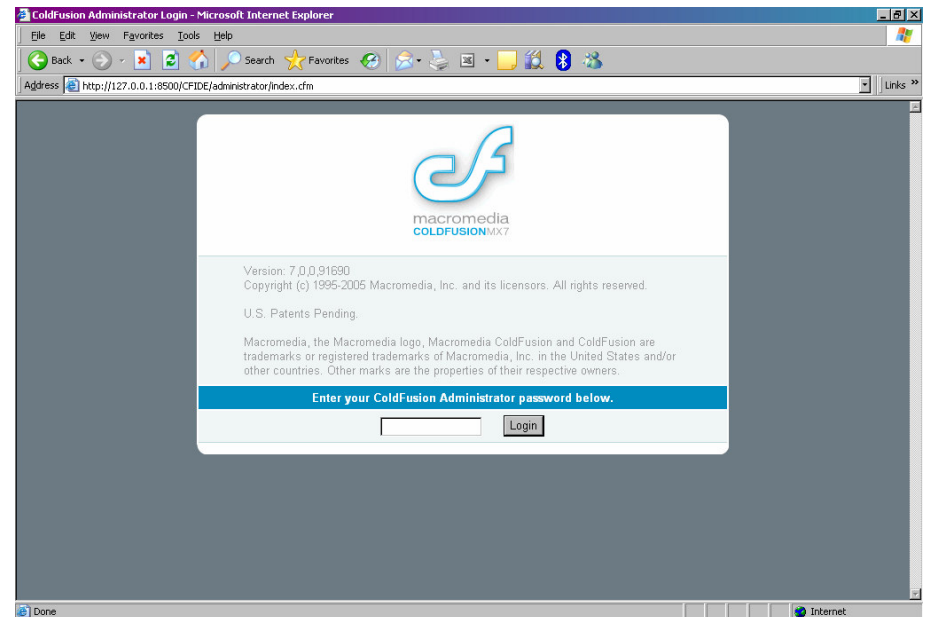 ColdFusion Administrator Login - Microsoft Internet Explorer
File Edit View Favorites Tools Help
Back Search Favorites
Address http://127.0.0.1:8500/CFIDE/administrator/index.cfm Links »
cf
macromedia
COLDFUSIONMX7
Version: 7,0,0,91690
Copyright (c) 1995-2005 Macromedia, Inc. and its licensors. All rights reserved.
U.S. Patents Pending.
Macromedia, the Macromedia logo, Macromedia ColdFusion and ColdFusion are
trademarks or registered trademarks of Macromedia, Inc. in the United States and/or
other countries. Other marks are the properties of their respective owners.
Enter your ColdFusion Administrator password below.
Login
Done Internet